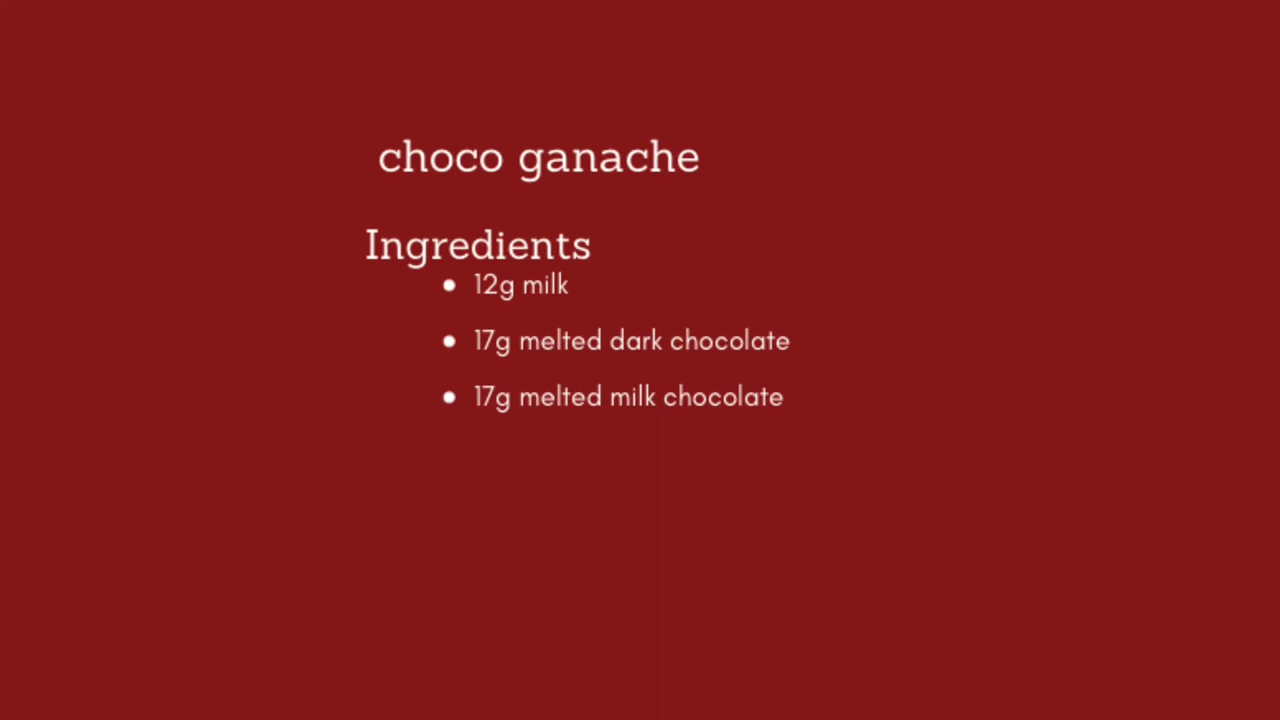 choco ganache
Ingredients
12g milk
17g melted dark chocolate
17g melted milk chocolate